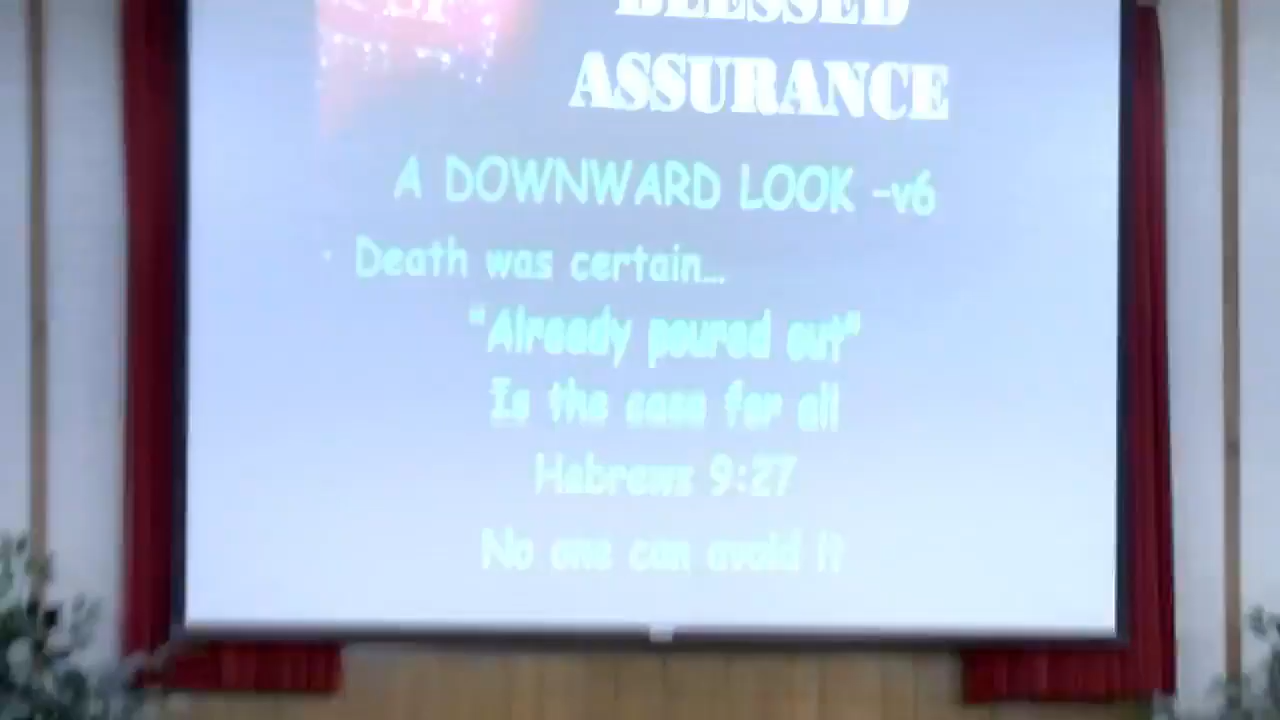 BLESSED
ASSURANCE
A DOWNWARD LOOK -v6
· Death was certain...
"Already poured out"
Is the case for all
Hebrews 9:27
No one can avoid it